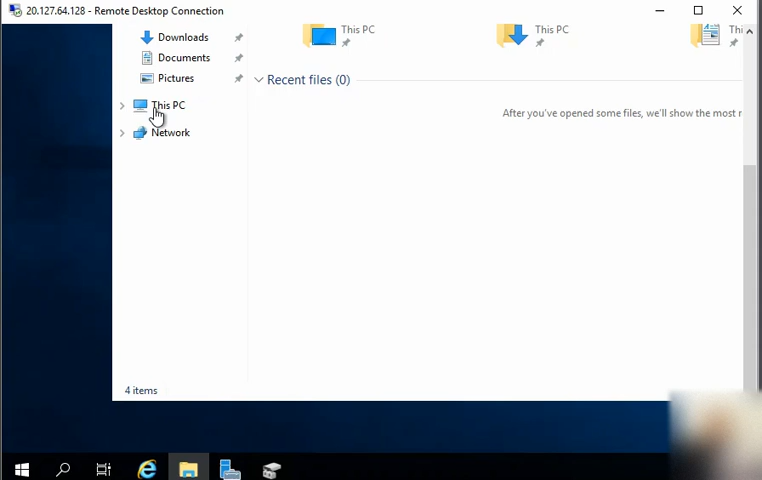 20.127.64.128 - Remote Desktop Connection
Downloads
Documents
Pictures
This PC
Network
This PC
This PC
Thi
Recent files (0)
After you've opened some files, we'll show the most r
4 items